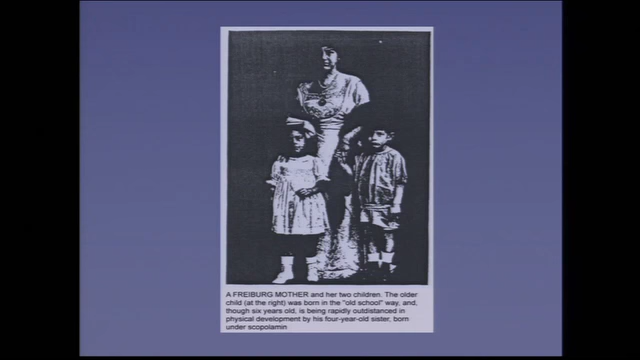 A FREIBURG MOTHER and her two children. The older
child (at the right) was born in the "old school" way, and,
though six years old, is being rapidly outdistanced in
physical development by his four-year-old sister, born
under scopolamin